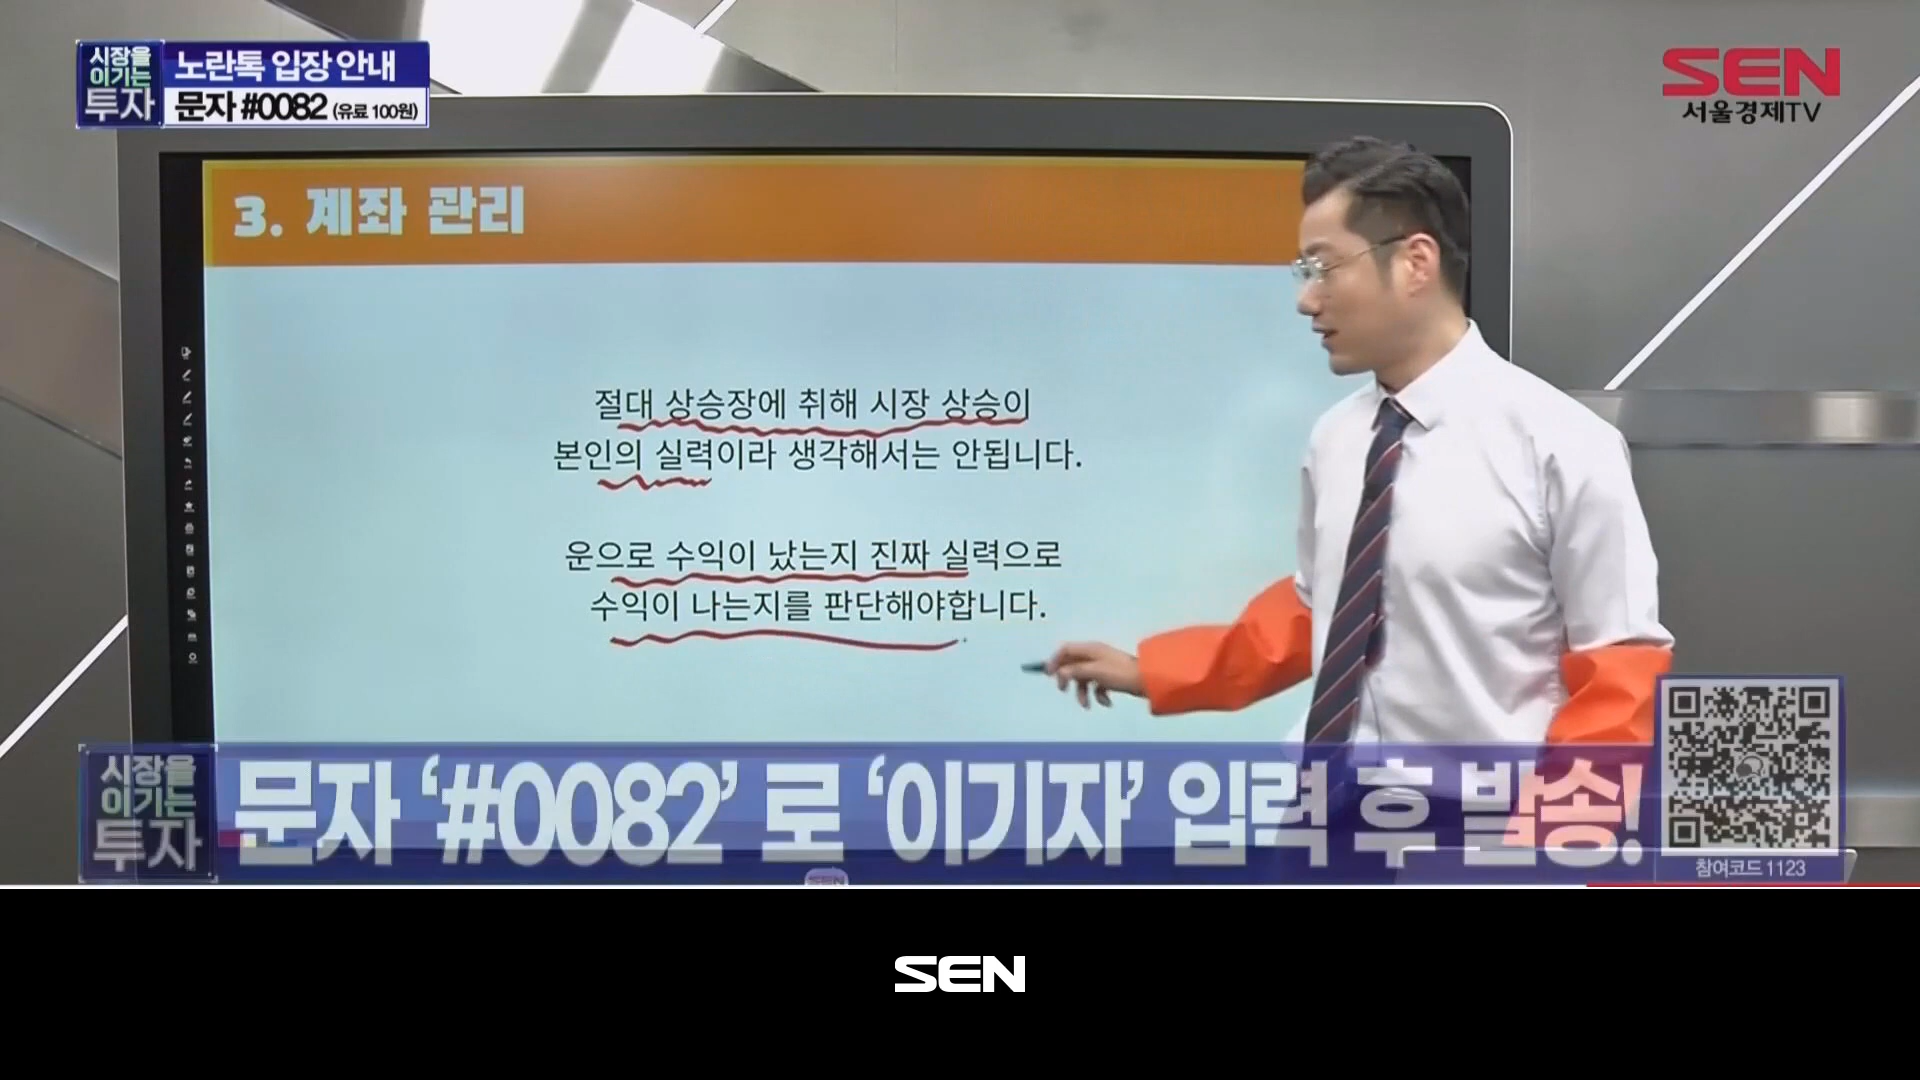 시장을
이기는
투자
노란톡 입장 안내
문자 #0082 (유료 100원)
SEN
서울경제TV
3. 계좌 관리
절대 상승장에 취해 시장 상승이
본인의 실력이라 생각해서는 안됩니다.
운으로 수익이 났는지 진짜 실력으로
수익이 나는지를 판단해야합니다.
시장을
이기는
투자
문자 ‘#0082’ 로 ‘이기자’ 입력 후 발송!
참여코드 1123
SEN
SEN